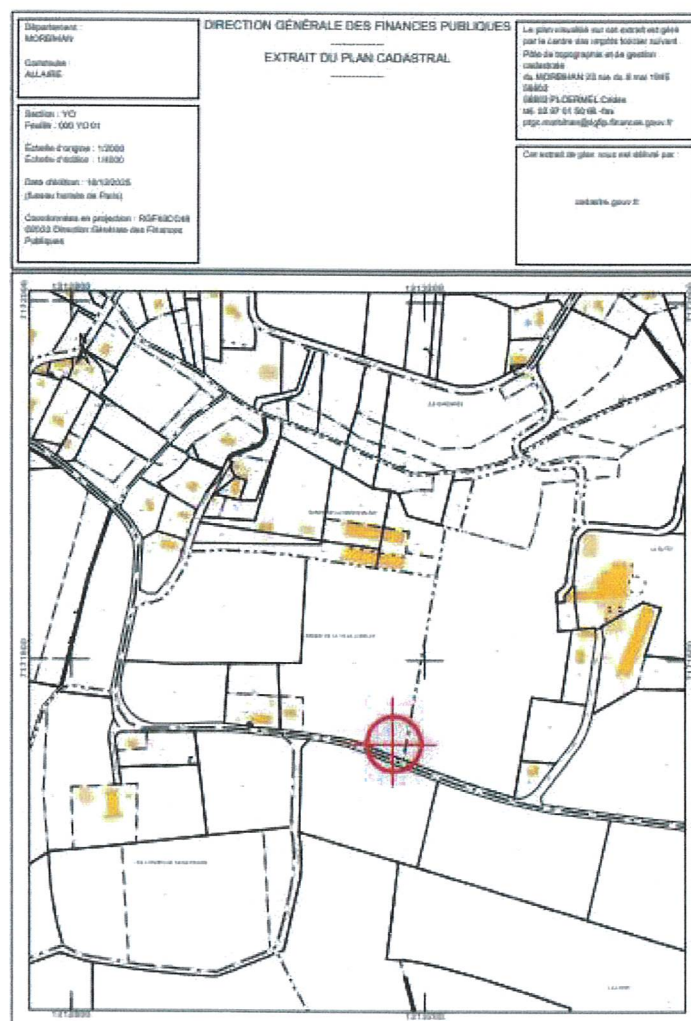 Département :
MORBIHAN
Commune :
ALLAIRE
Section : YO
Feuille : 000 YO 01
Échelle d'origine : 1/2000
Échelle d'édition : 1/4000
Date d'édition : 18/12/2025
(fuseau horaire de Paris)
Coordonnées en projection : RGF93CC48
©2022 Direction Générale des Finances
Publiques
DIRECTION GÉNÉRALE DES FINANCES PUBLIQUES
EXTRAIT DU PLAN CADASTRAL
Le plan visualisé sur cet extrait est géré
par le centre des impôts foncier suivant :
Pôle de topographie et de gestion
cadastrale
du MORBIHAN 23 rue du 8 mai 1945
56802
56802 PLOERMEL Cédex
tél. 02 97 01 50 66 -fax
ptgc.morbihan@dgfip.finances.gouv.fr
Cet extrait de plan vous est délivré par :
cadastre.gouv.fr